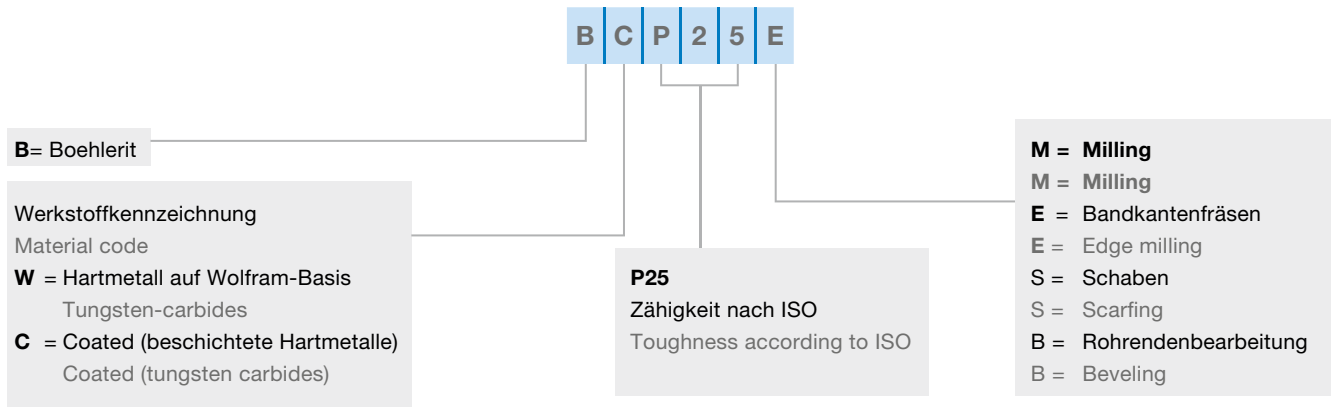 B C P 2 5 E
B= Boehlerit
Werkstoffkennzeichnung
Material code
W = Hartmetall auf Wolfram-Basis
Tungsten-carbides
C = Coated (beschichtete Hartmetalle)
Coated (tungsten carbides)
P25
Zähigkeit nach ISO
Toughness according to ISO
M = Milling
M = Milling
E = Bandkantenfräsen
E = Edge milling
S = Schaben
S = Scarfing
B = Rohrendenbearbeitung
B = Beveling